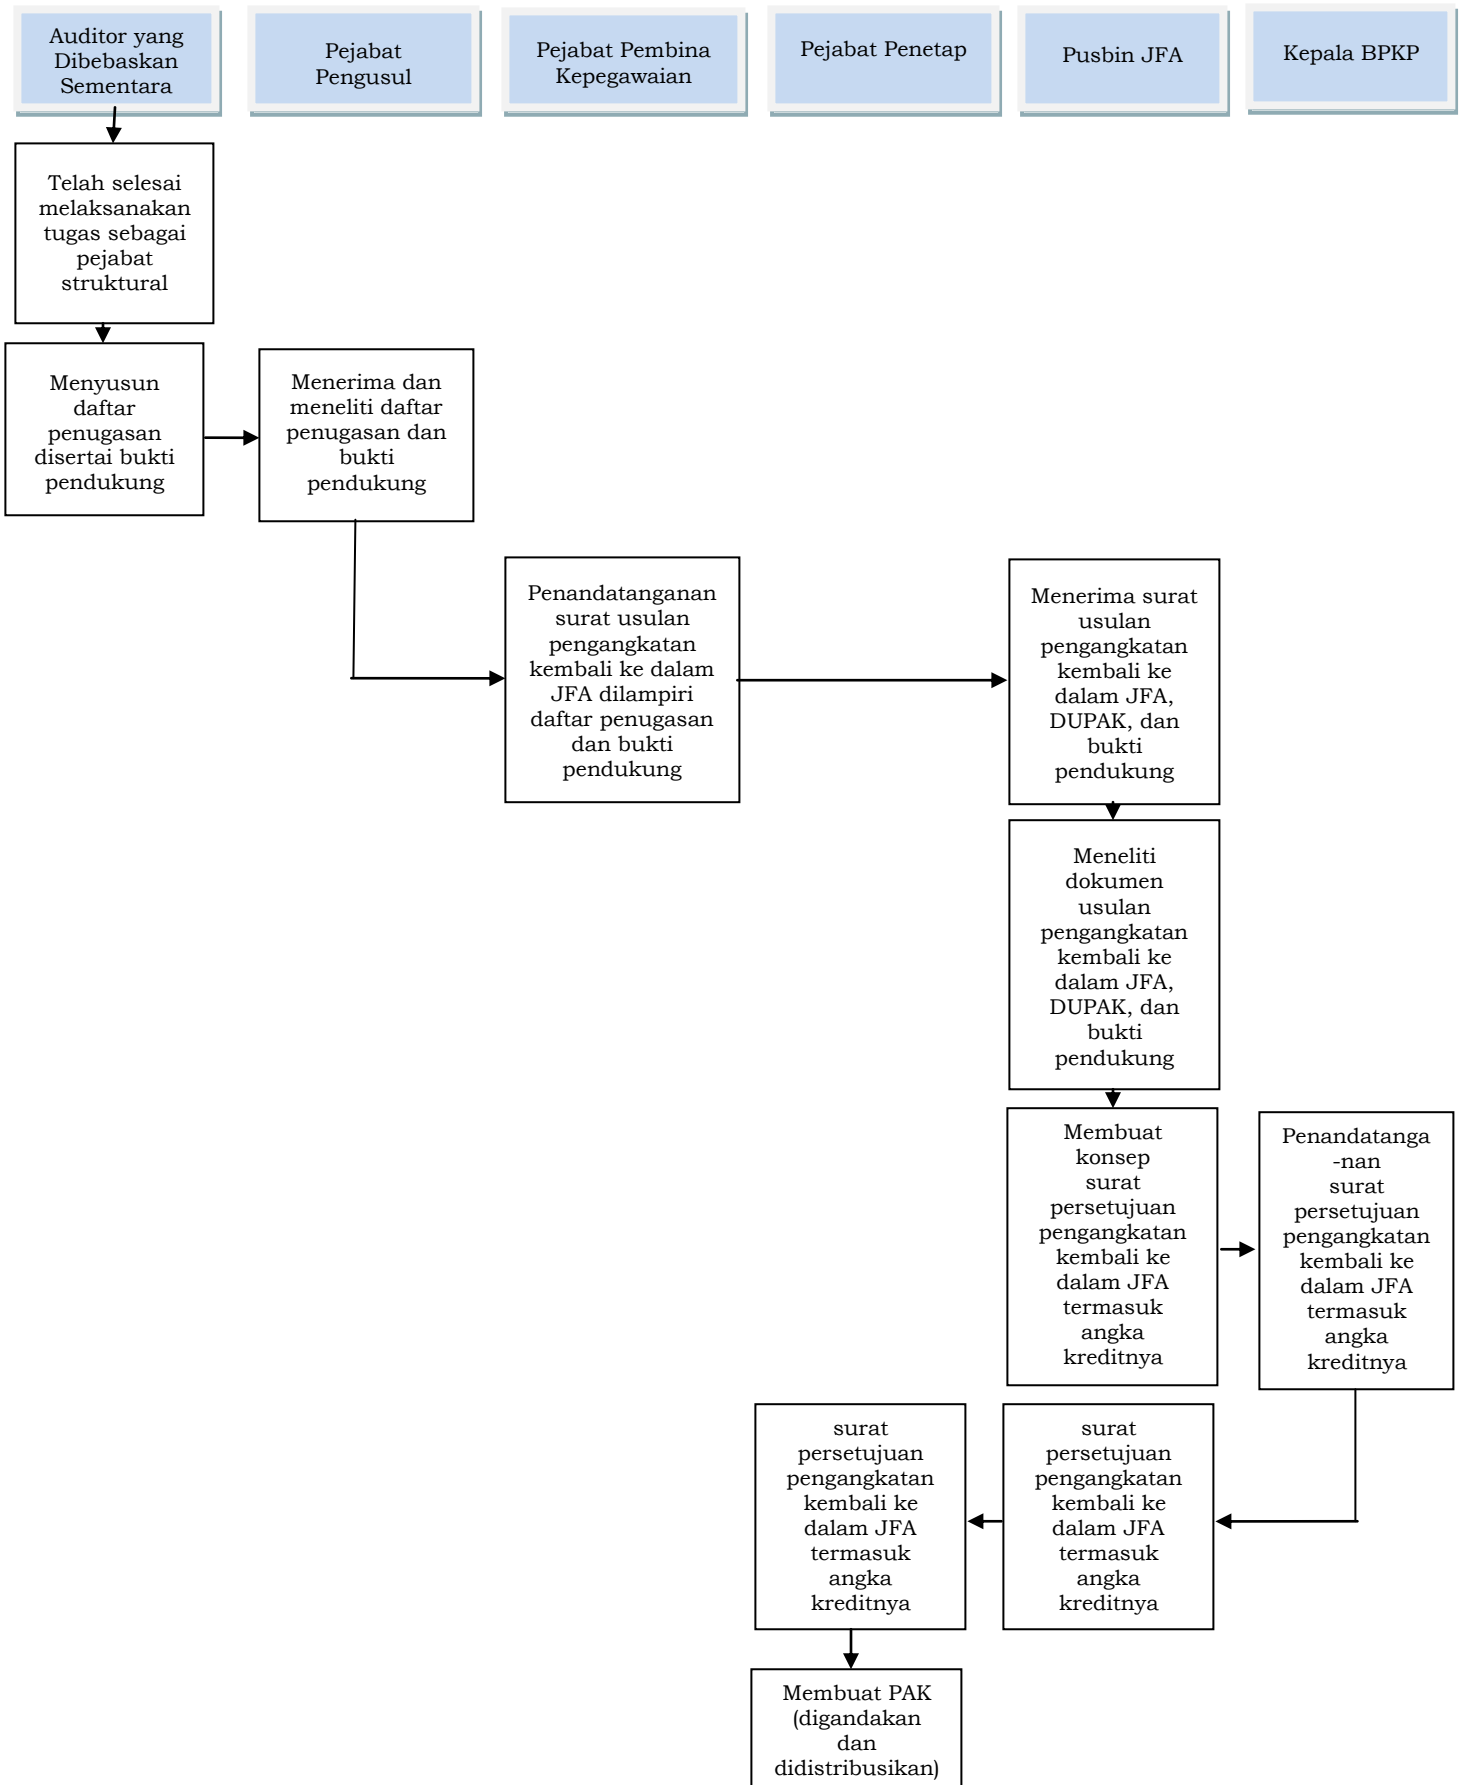 Auditor yang
Dibebaskan
Sementara
Pejabat
Pengusul
Pejabat Pembina
Kepegawaian
Pejabat Penetap
Pusbin JFA
Kepala BPKP
Telah selesai
melaksanakan
tugas sebagai
pejabat
struktural
Menyusun
daftar
penugasan
disertai bukti
pendukung
Menerima dan
meneliti daftar
penugasan dan
bukti
pendukung
Penandatanganan
surat usulan
pengangkatan
kembali ke dalam
JFA dilampiri
daftar penugasan
dan bukti
pendukung
Menerima surat
usulan
pengangkatan
kembali ke
dalam JFA,
DUPAK, dan
bukti
pendukung
Meneliti
dokumen
usulan
pengangkatan
kembali ke
dalam JFA,
DUPAK, dan
bukti
pendukung
Membuat
konsep
surat
persetujuan
pengangkatan
kembali ke
dalam JFA
termasuk
angka
kreditnya
Penandatanga
-nan
surat
persetujuan
pengangkatan
kembali ke
dalam JFA
termasuk
angka
kreditnya
surat
persetujuan
pengangkatan
kembali ke
dalam JFA
termasuk
angka
kreditnya
surat
persetujuan
pengangkatan
kembali ke
dalam JFA
termasuk
angka
kreditnya
Membuat PAK
(digandakan
dan
didistribusikan)